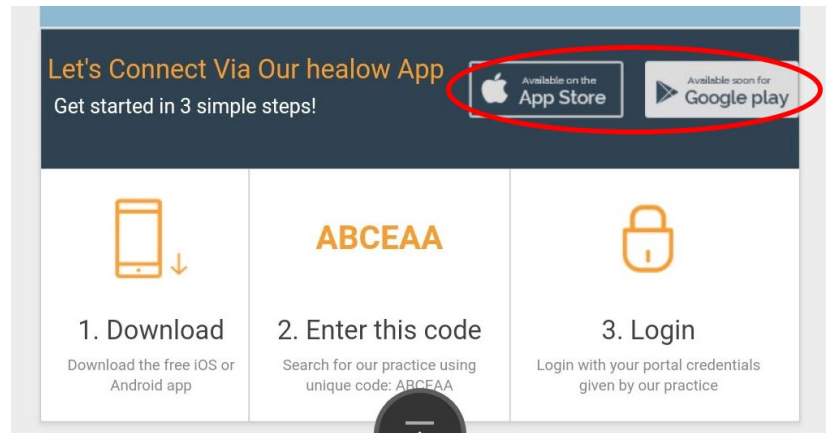 Let's Connect Via Our healow App
Get started in 3 simple steps!
Available on the
App Store
Available soon for
Google play
ABCEAA
1. Download
Download the free iOS or
Android app
2. Enter this code
Search for our practice using
unique code: ABCEAA
3. Login
Login with your portal credentials
given by our practice